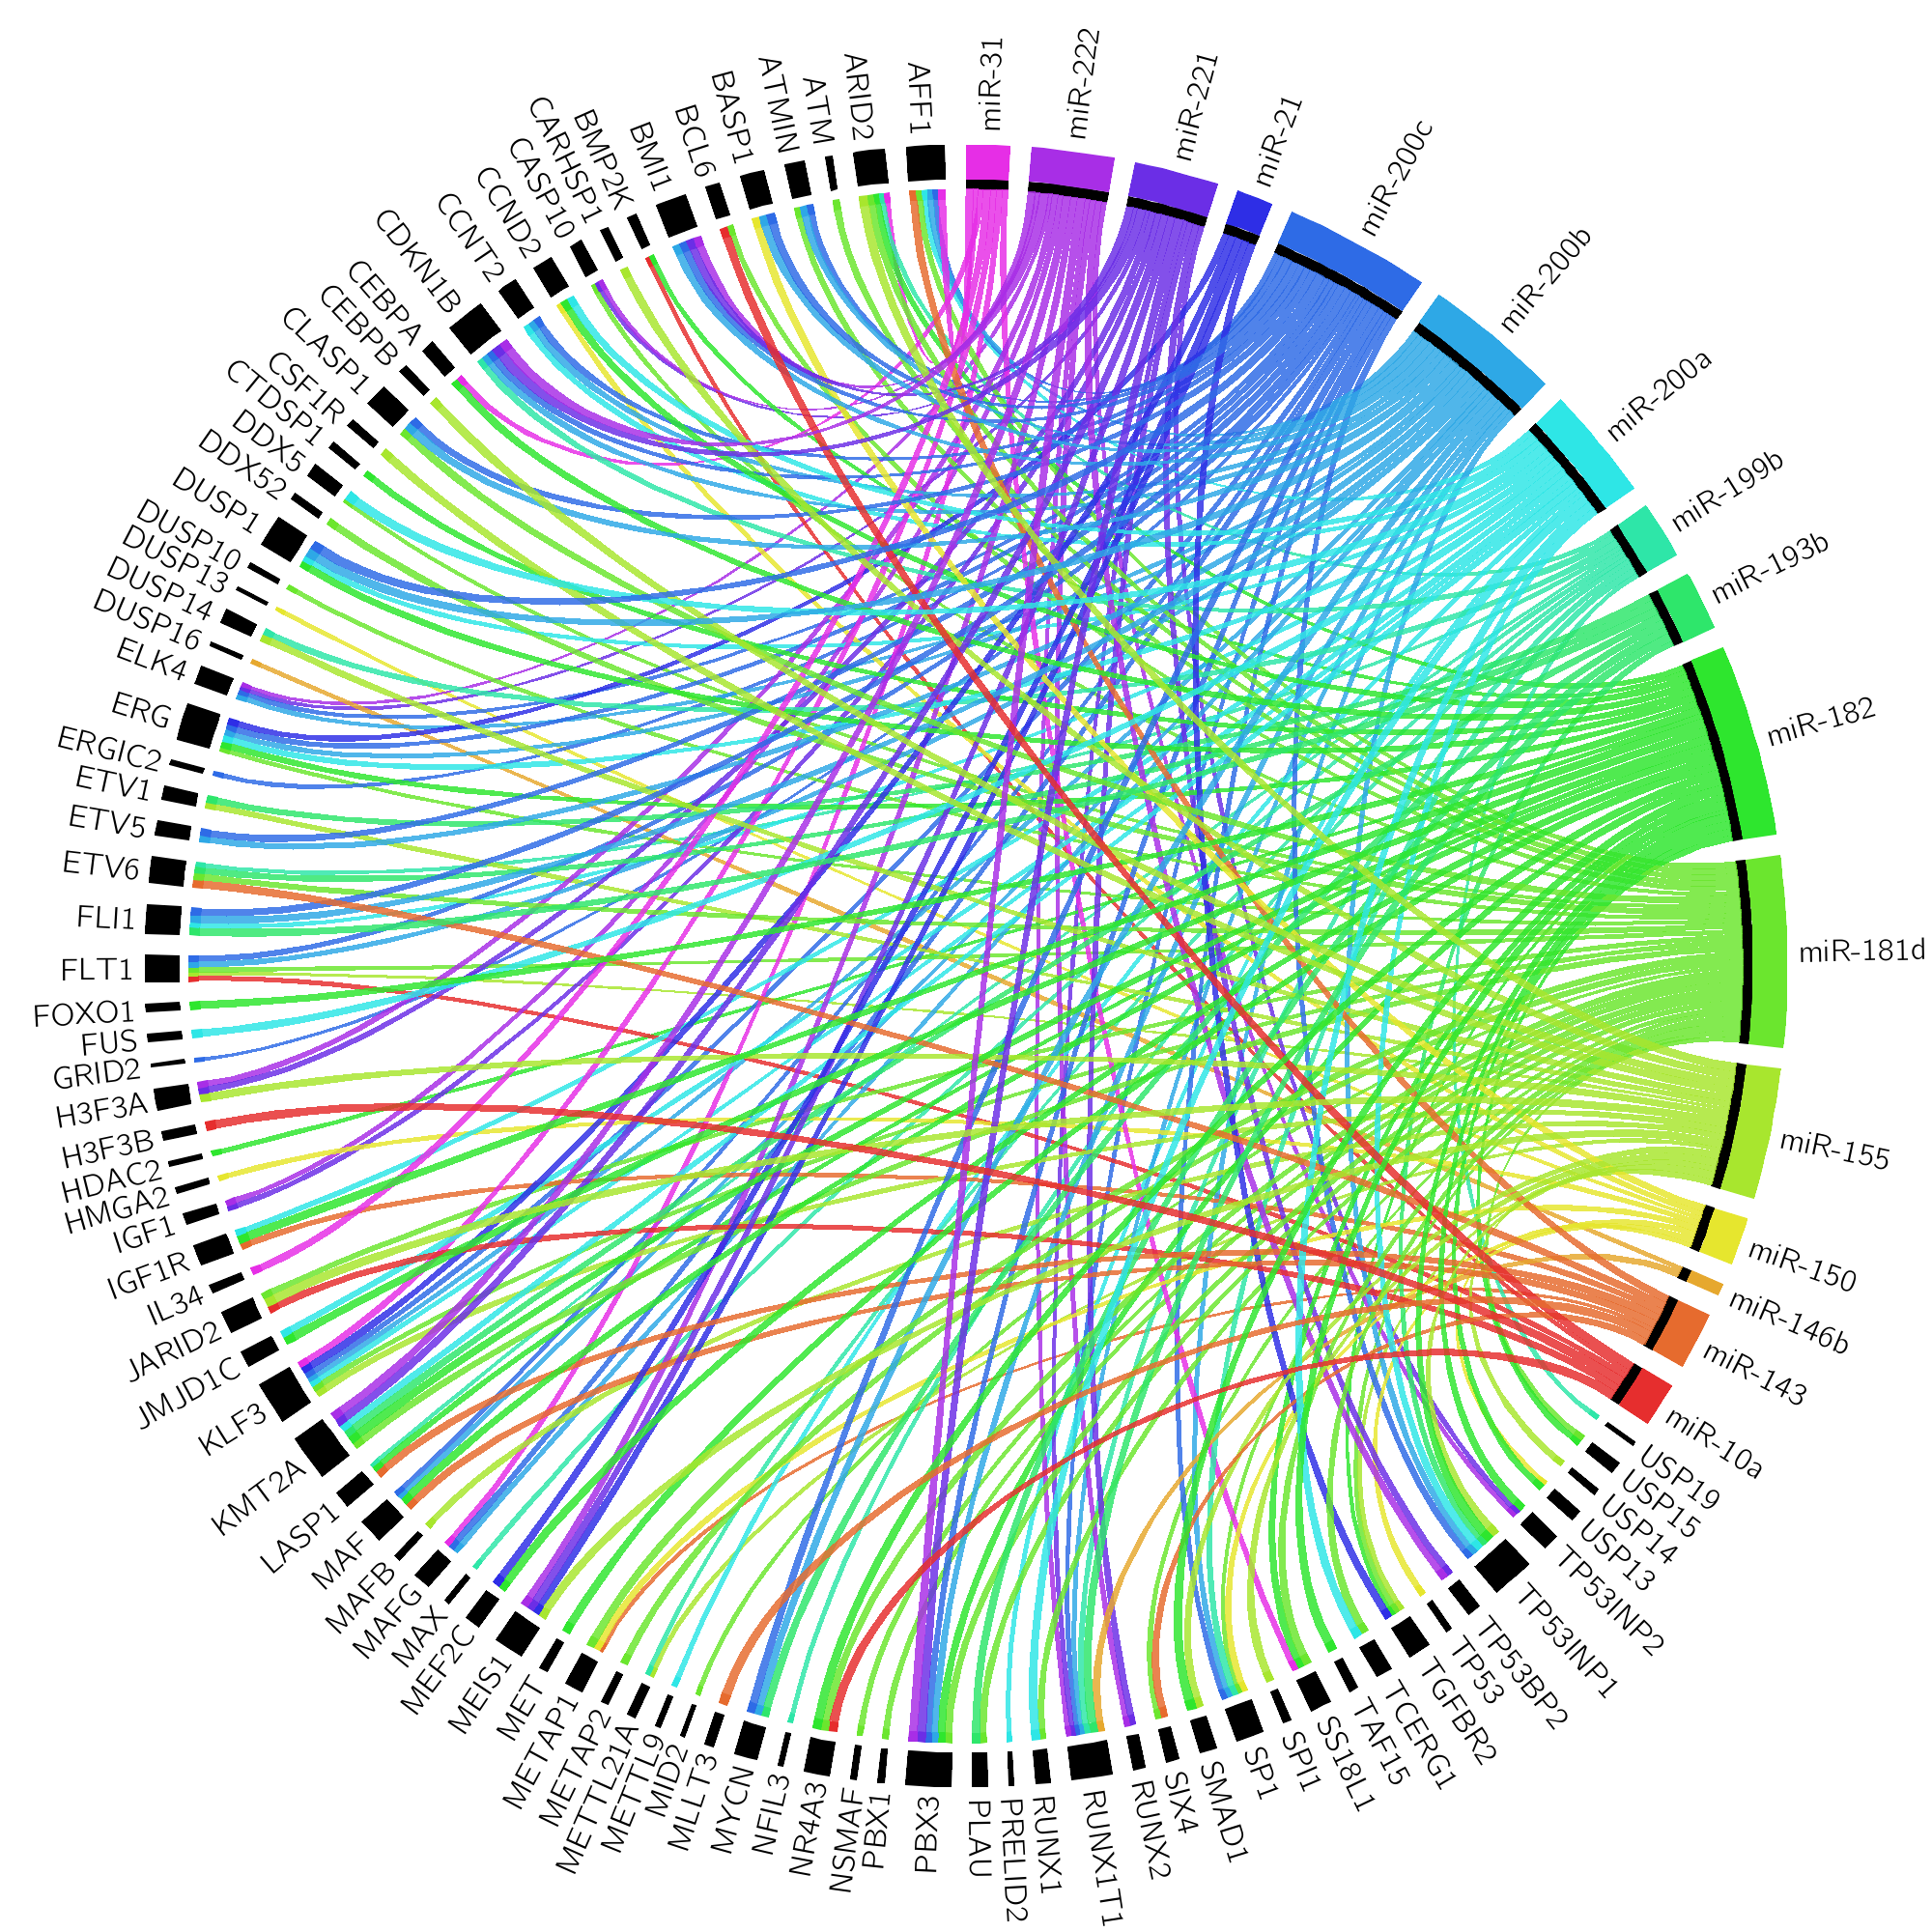 miR-31
miR-222
miR-221
miR-21
miR-200c
miR-200b
miR-200a
miR-199b
miR-193b
miR-182
miR-181d
miR-155
miR-150
miR-146b
miR-143
miR-10a
USP19
USP15
USP14
USP13
TP53INP2
TP53INP1
TP53BP2
TP53
TGFBR2
TCERG1
TAF15
SS18L1
SPI1
SP1
SMAD1
SIX4
RUNX2
RUNX1T1
RUNX1
PRELID2
PLAU
PBX3
PBX1
NSMAF
NR4A3
NFIL3
MYCN
MLLT3
MID2
METTL9
METTL21A
METAP2
METAP1
MET
MEIS1
MEF2C
MAX
MAFG
MAFB
MAF
LASP1
KMT2A
KLF3
JMJD1C
JARID2
IL34
IGF1R
IGF1
HMGA2
HDAC2
H3F3B
H3F3A
GRID2
FUS
FOXO1
FLT1
FLI1
ETV6
ETV5
ETV1
ERGIC2
ERG
ELK4
DUSP16
DUSP14
DUSP13
DUSP10
DUSP1
DDX52
DDX5
CTDSP1
CSF1R
CLASP1
CEBPB
CEBPA
CDKN1B
CCNT2
CCND2
CASP10
CARHSP1
BMP2K
BMI1
BCL6
BASP1
ATMIN
ATM
ARID2
AFF1